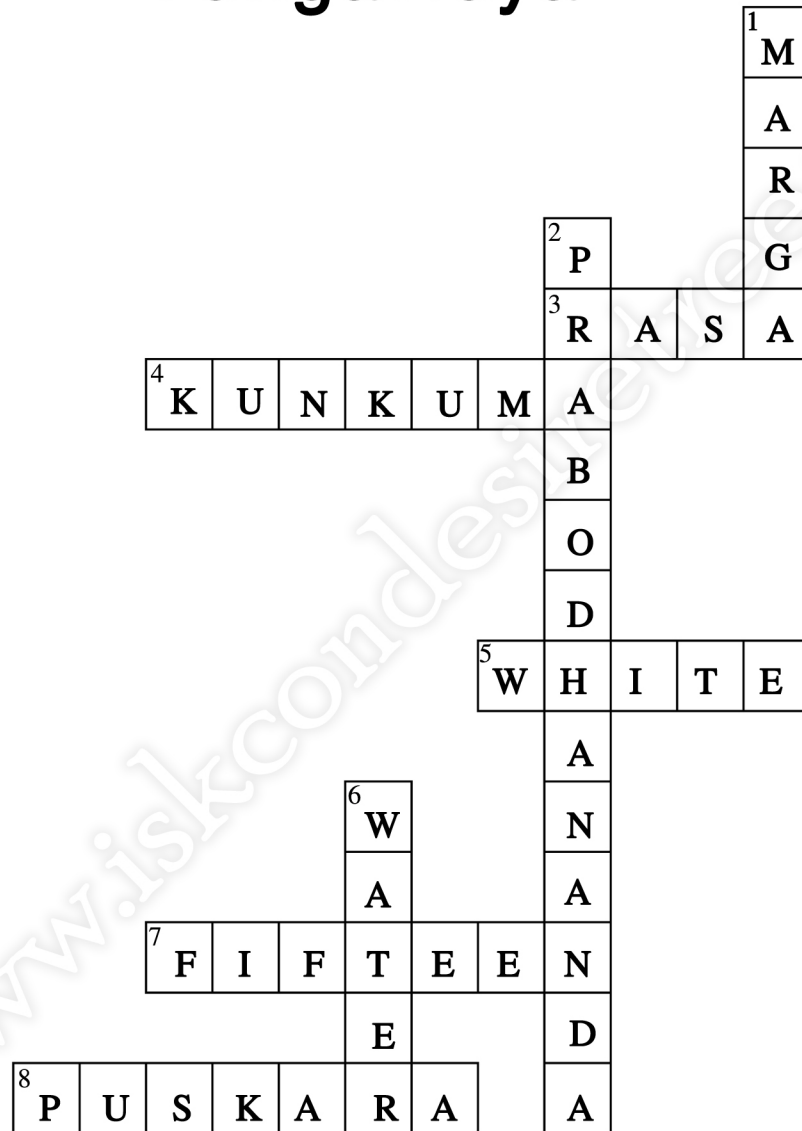 1
M
A
R
2
P
G
3
R A S A
4
K U N K U M A
B
O
D
5
W H I T E
A
6
W N
A A
7
F I F T E E N
E D
8
P U S K A R A A
www.iskcondesiretree